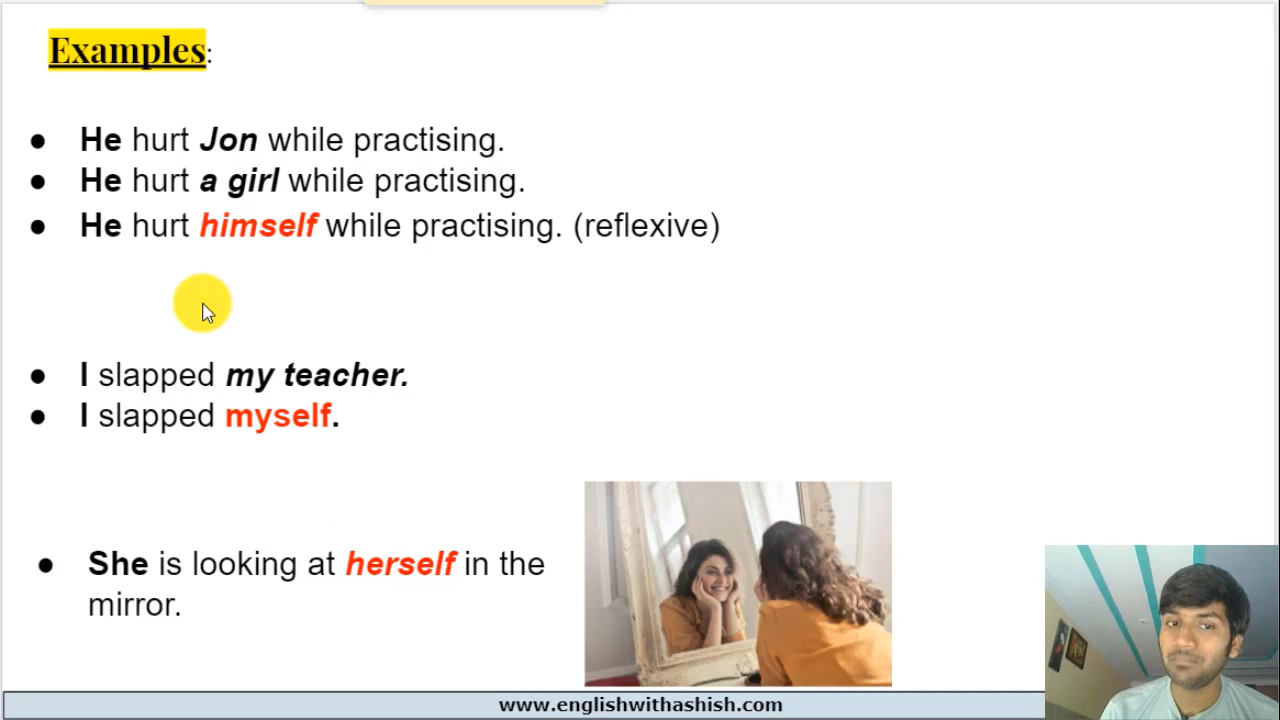 Examples:
● He hurt Jon while practising.
● He hurt a girl while practising.
● He hurt himself while practising. (reflexive)
● I slapped my teacher.
● I slapped myself.
● She is looking at herself in the
mirror.
www.englishwithashish.com